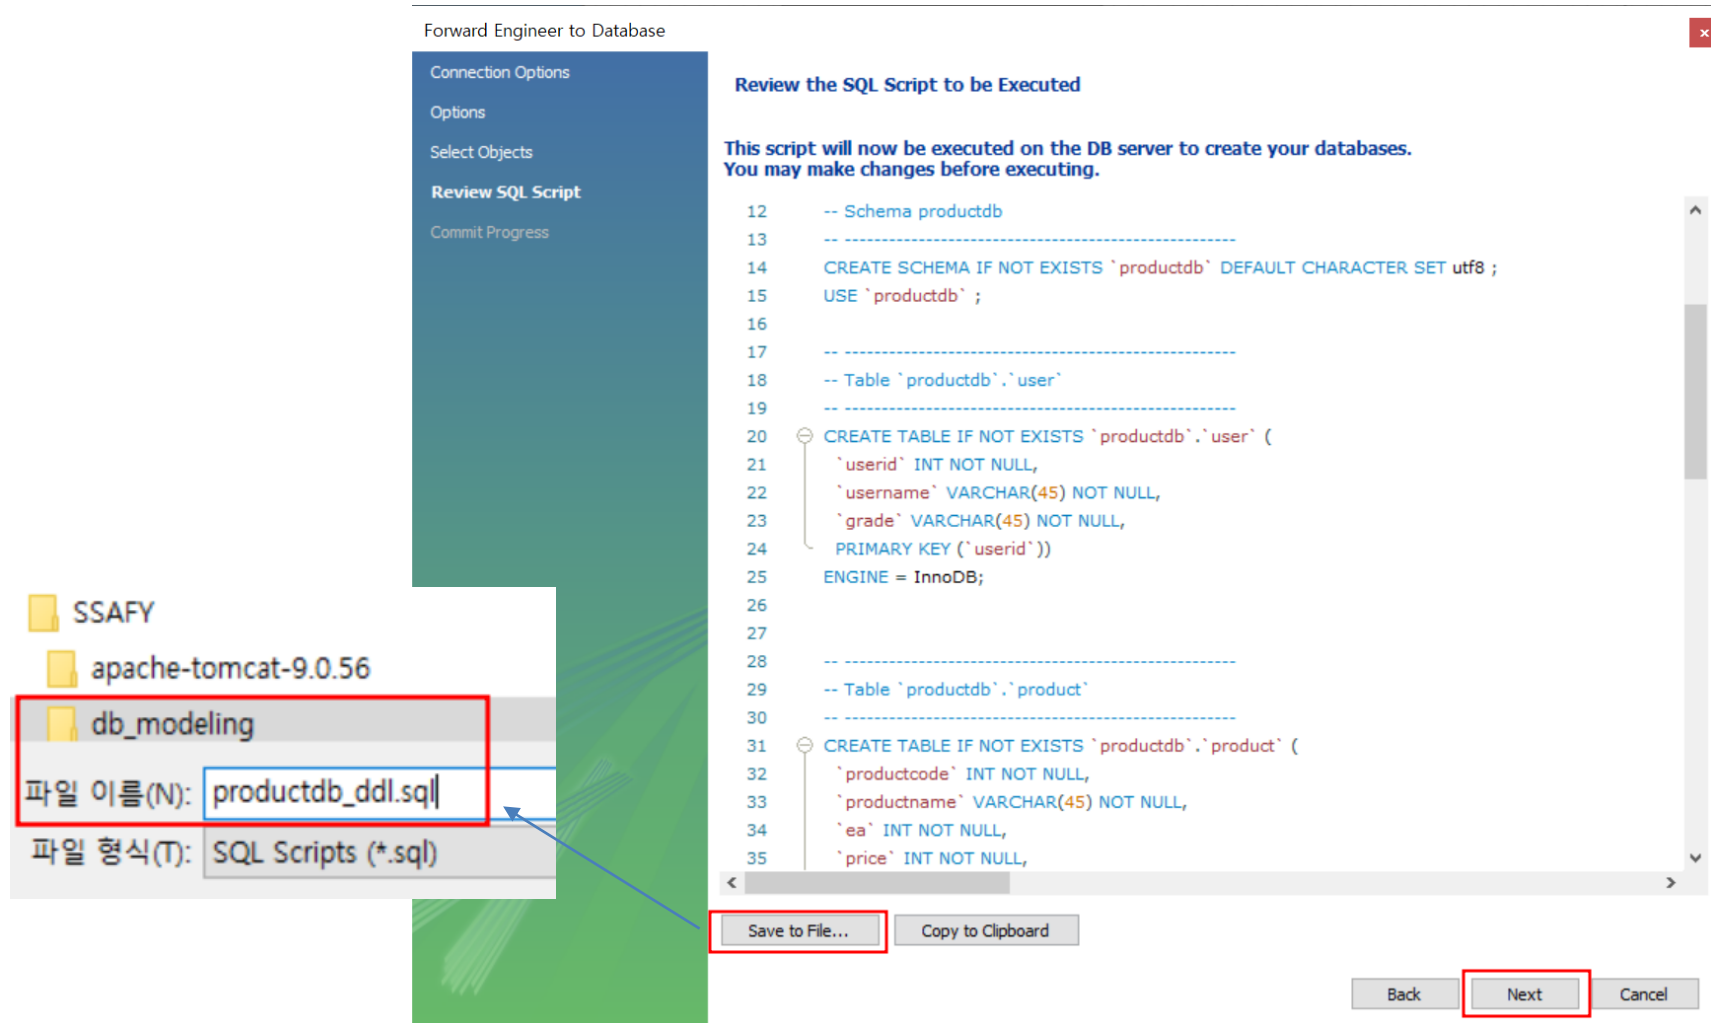 Forward Engineer to Database
Connection Options
Options
Select Objects
Review SQL Script
Commit Progress
Review the SQL Script to be Executed
This script will now be executed on the DB server to create your databases.
You may make changes before executing.
12 -- Schema productdb
13 -- -----------------------------------------------------
14 CREATE SCHEMA IF NOT EXISTS `productdb` DEFAULT CHARACTER SET utf8 ;
15 USE `productdb` ;
16
17 -- -----------------------------------------------------
18 -- Table `productdb`.`user`
19 -- -----------------------------------------------------
20 CREATE TABLE IF NOT EXISTS `productdb`.`user` (
21 `userid` INT NOT NULL,
22 `username` VARCHAR(45) NOT NULL,
23 `grade` VARCHAR(45) NOT NULL,
24 PRIMARY KEY (`userid`))
25 ENGINE = InnoDB;
26
27
28 -- -----------------------------------------------------
29 -- Table `productdb`.`product`
30 -- -----------------------------------------------------
31 CREATE TABLE IF NOT EXISTS `productdb`.`product` (
32 `productcode` INT NOT NULL,
33 `productname` VARCHAR(45) NOT NULL,
34 `ea` INT NOT NULL,
35 `price` INT NOT NULL,
Save to File...
Copy to Clipboard
Back
Next
Cancel
SSAFY
apache-tomcat-9.0.56
db_modeling
파일 이름(N): productdb_ddl.sql
파일 형식(T): SQL Scripts (*.sql)